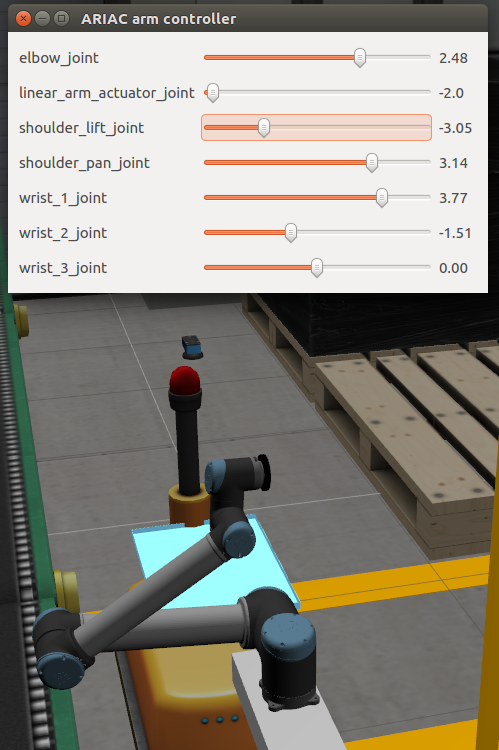 ARIAC arm controller
elbow_joint 2.48
linear_arm_actuator_joint -2.0
shoulder_lift_joint -3.05
shoulder_pan_joint 3.14
wrist_1_joint 3.77
wrist_2_joint -1.51
wrist_3_joint 0.00